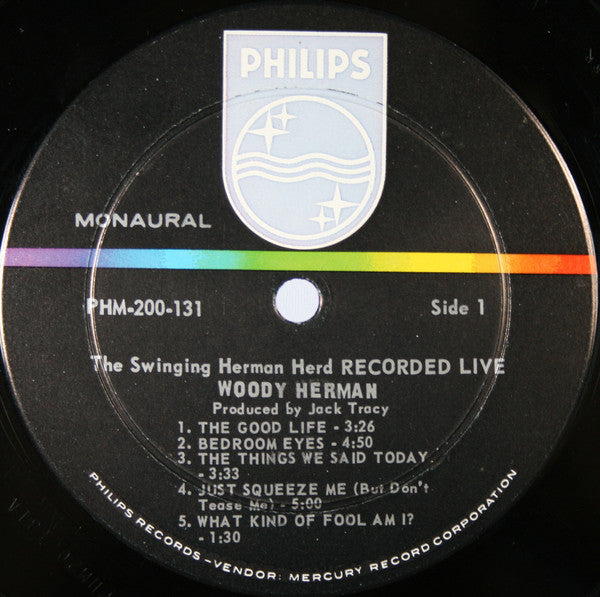 PHILIPS
MONAURAL
PHM-200-131
Side 1
The Swinging Herman Herd RECORDED LIVE
WOODY HERMAN
Produced by Jack Tracy
1. THE GOOD LIFE - 3:26
2. BEDROOM EYES - 4:50
3. THE THINGS WE SAID TODAY
- 3:33
4. JUST SQUEEZE ME (But Don't
Tease Me) - 5:00
5. WHAT KIND OF FOOL AM I?
- 1:30
PHILIPS RECORDS-VENDOR: MERCURY RECORD CORPORATION